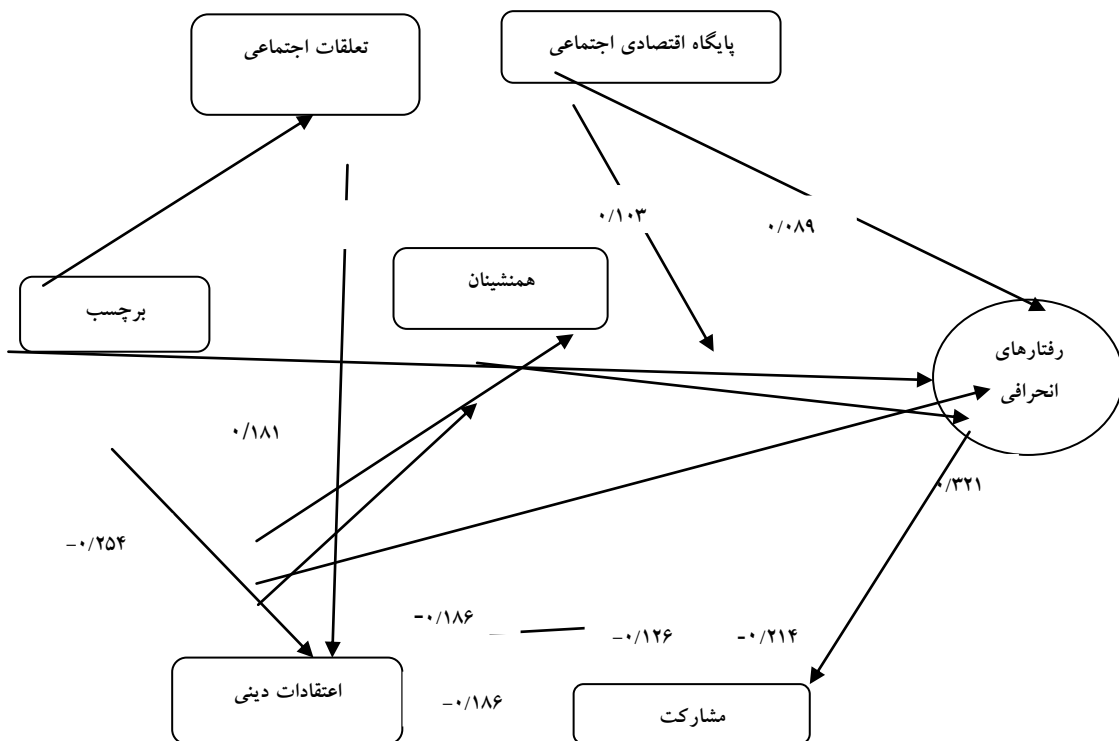 پایگاه اقتصادی اجتماعی
تعلقات اجتماعی
۰/۱۰۳
۰/۰۸۹
همنشینان
برچسب
رفتارهای
انحرافی
۰/۱۸۱
۰/۳۲۱
-۰/۲۵۴
-۰/۱۸۶
-۰/۱۲۶
-۰/۲۱۴
اعتقادات دینی
-۰/۱۸۶
مشارکت